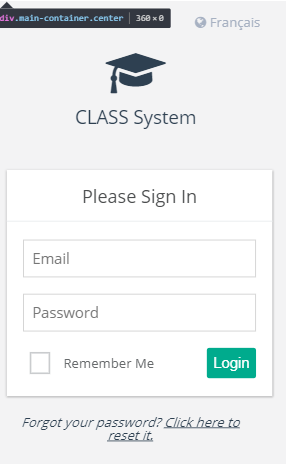 div.main-container.center | 360 × 0
Français
CLASS System
Please Sign In
Email
Password
Remember Me
Login
Forgot your password? Click here to
reset it.